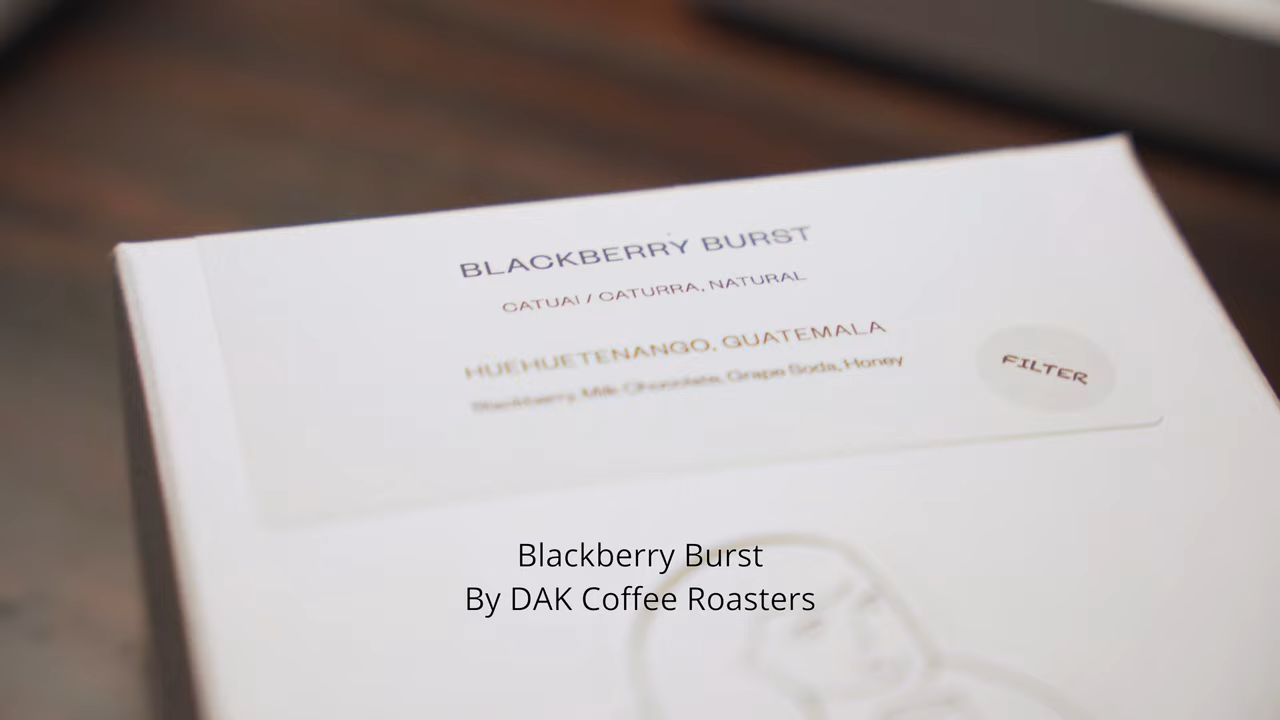 BLACKBERRY BURST
CATUAI / CATURRA, NATURAL
HUEHUETENANGO, GUATEMALA
Blackberry, Milk Chocolate, Grape Soda, Honey
FILTER
Blackberry Burst
By DAK Coffee Roasters